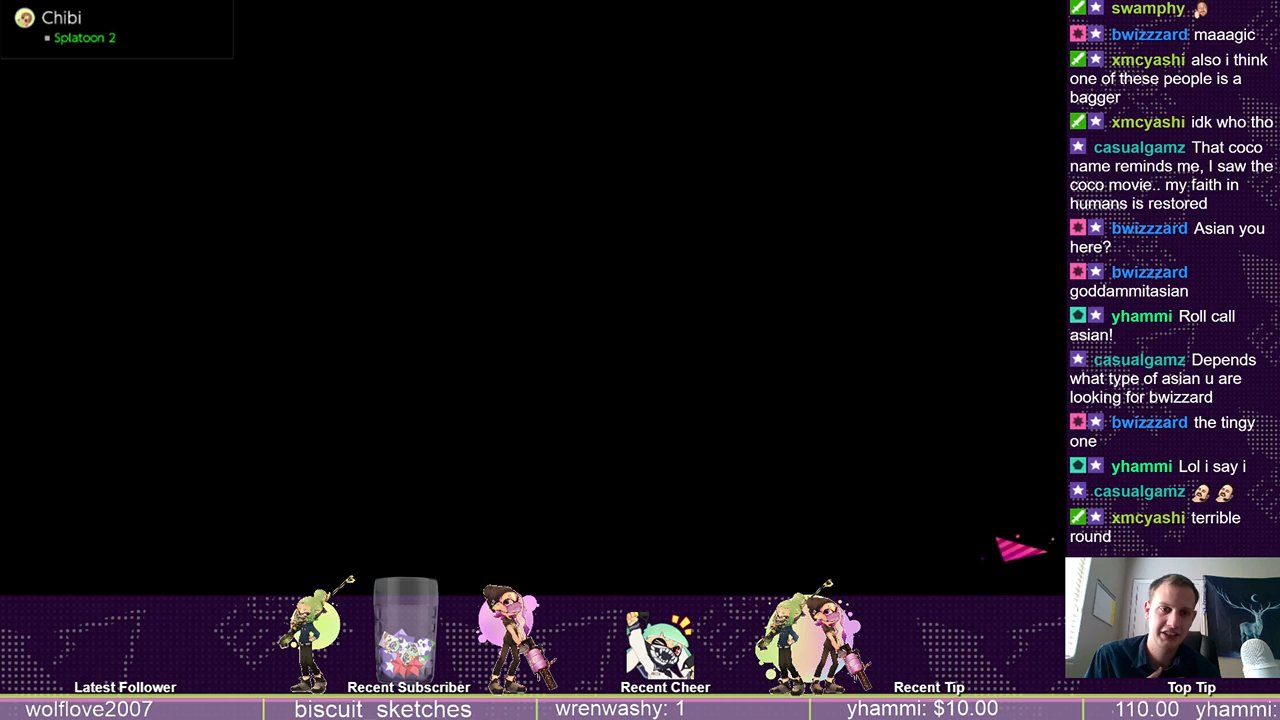 Chibi
Splatoon 2
swamphy
bwizzzard maaagic
xmcyashi also i think
one of these people is a
bagger
xmcyashi idk who tho
casualgamz That coco
name reminds me, I saw the
coco movie.. my faith in
humans is restored
bwizzzard Asian you
here?
bwizzzard
goddammitasian
yhammi Roll call
asian!
casualgamz Depends
what type of asian u are
looking for bwizzard
bwizzzard the tingy
one
yhammi Lol i say i
casualgamz
xmcyashi terrible
round
Latest Follower
Recent Subscriber
Recent Cheer
Recent Tip
Top Tip
wolflove2007
biscuit_sketches
wrenwashy: 1
yhammi: $10.00
110.00 yhammi: